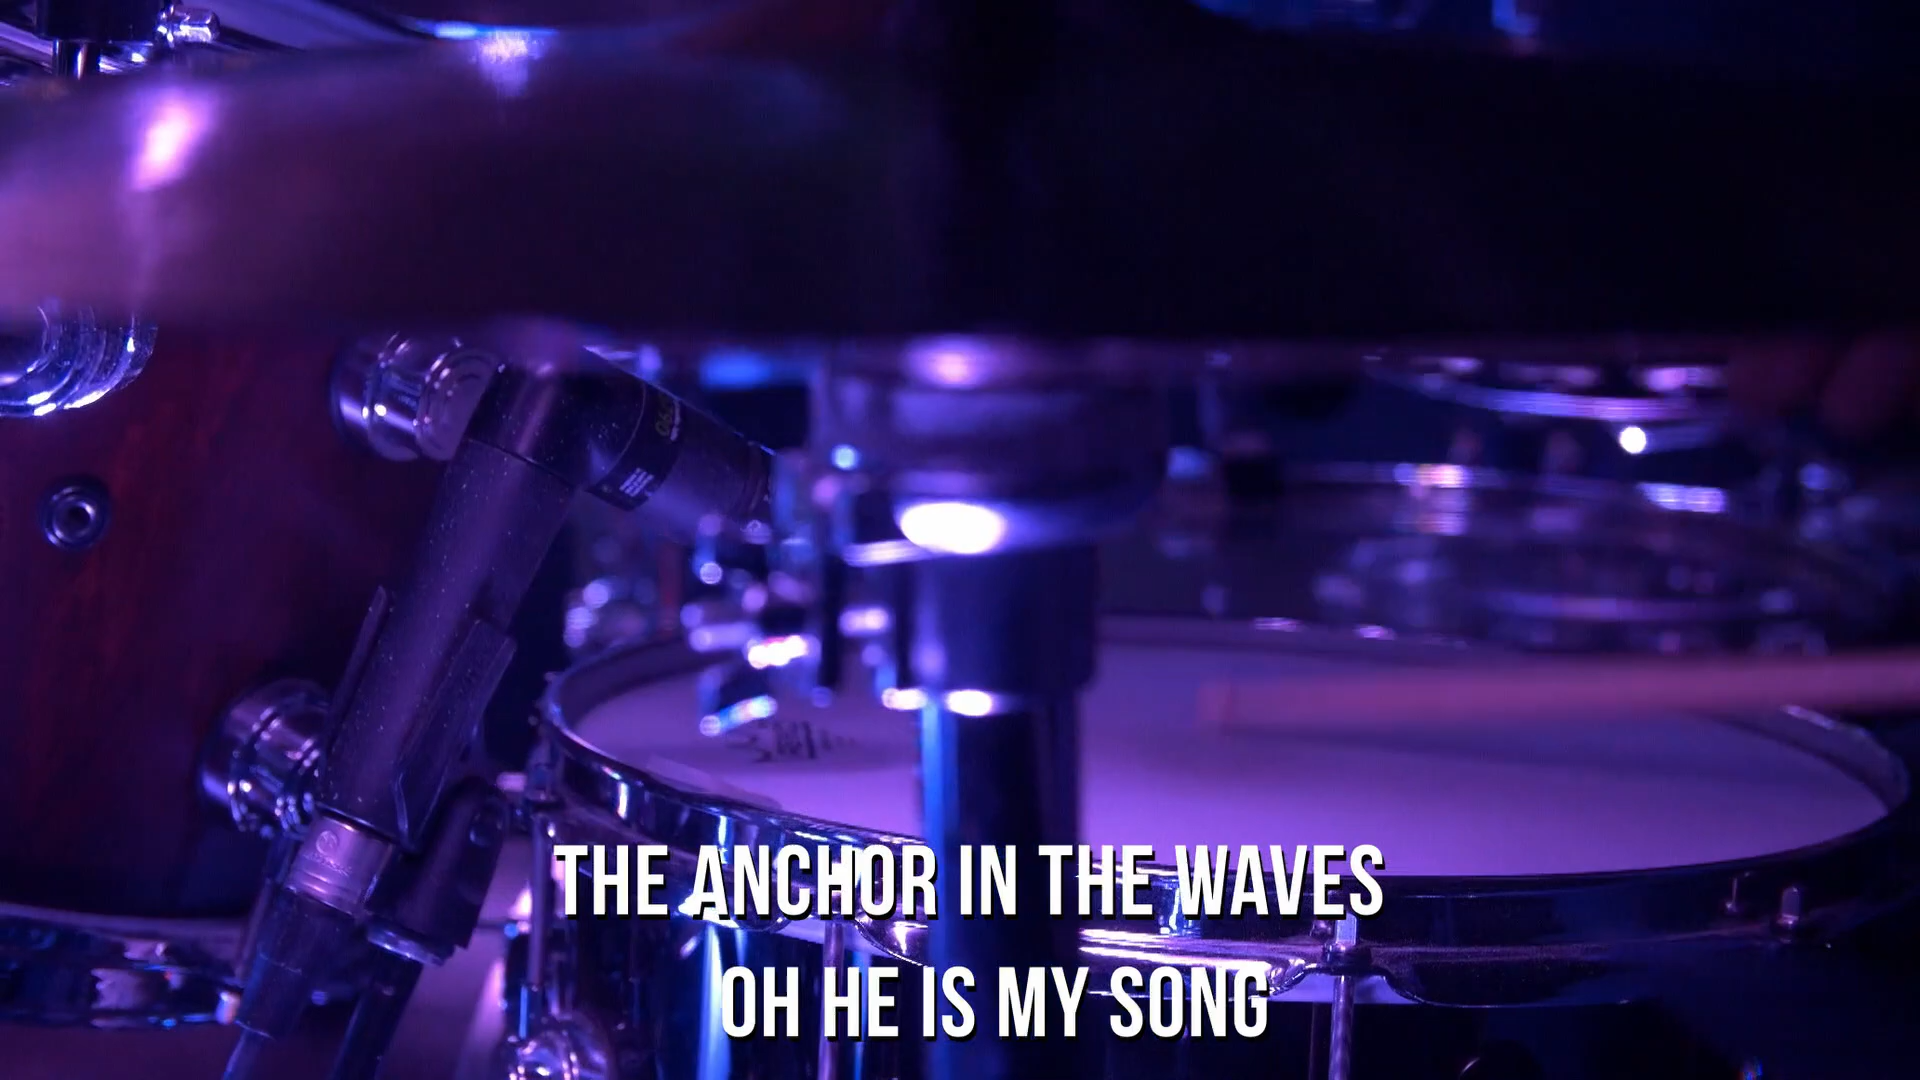 THE ANCHOR IN THE WAVES
OH HE IS MY SONG